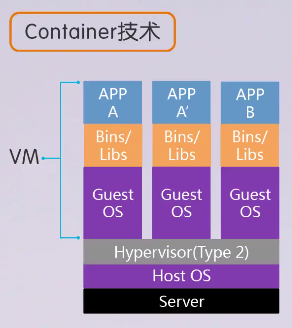 Container技术
VM
APP
A
APP
A'
APP
B
Bins/
Libs
Bins/
Libs
Bins/
Libs
Guest
OS
Guest
OS
Guest
OS
Hypervisor(Type 2)
Host OS
Server